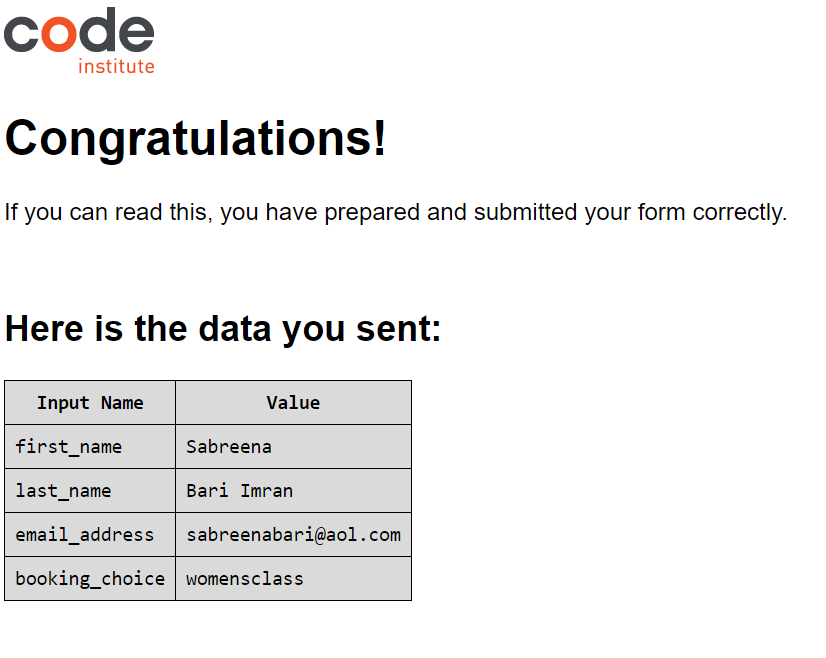 code
institute
Congratulations!
If you can read this, you have prepared and submitted your form correctly.
Here is the data you sent:
Input Name Value
first_name Sabreena
last_name Bari Imran
email_address sabreenabari@aol.com
booking_choice womensclass